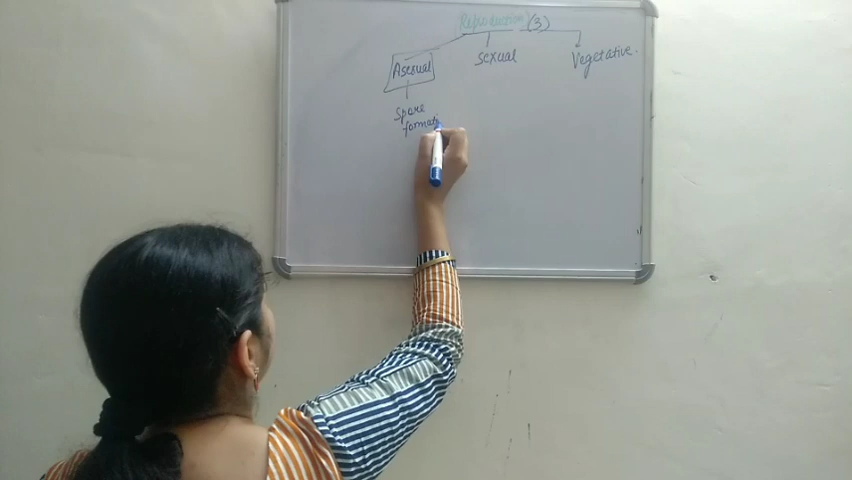 Reproduction (3)
Asexual
sexual
Vegetative.
Spore
formati